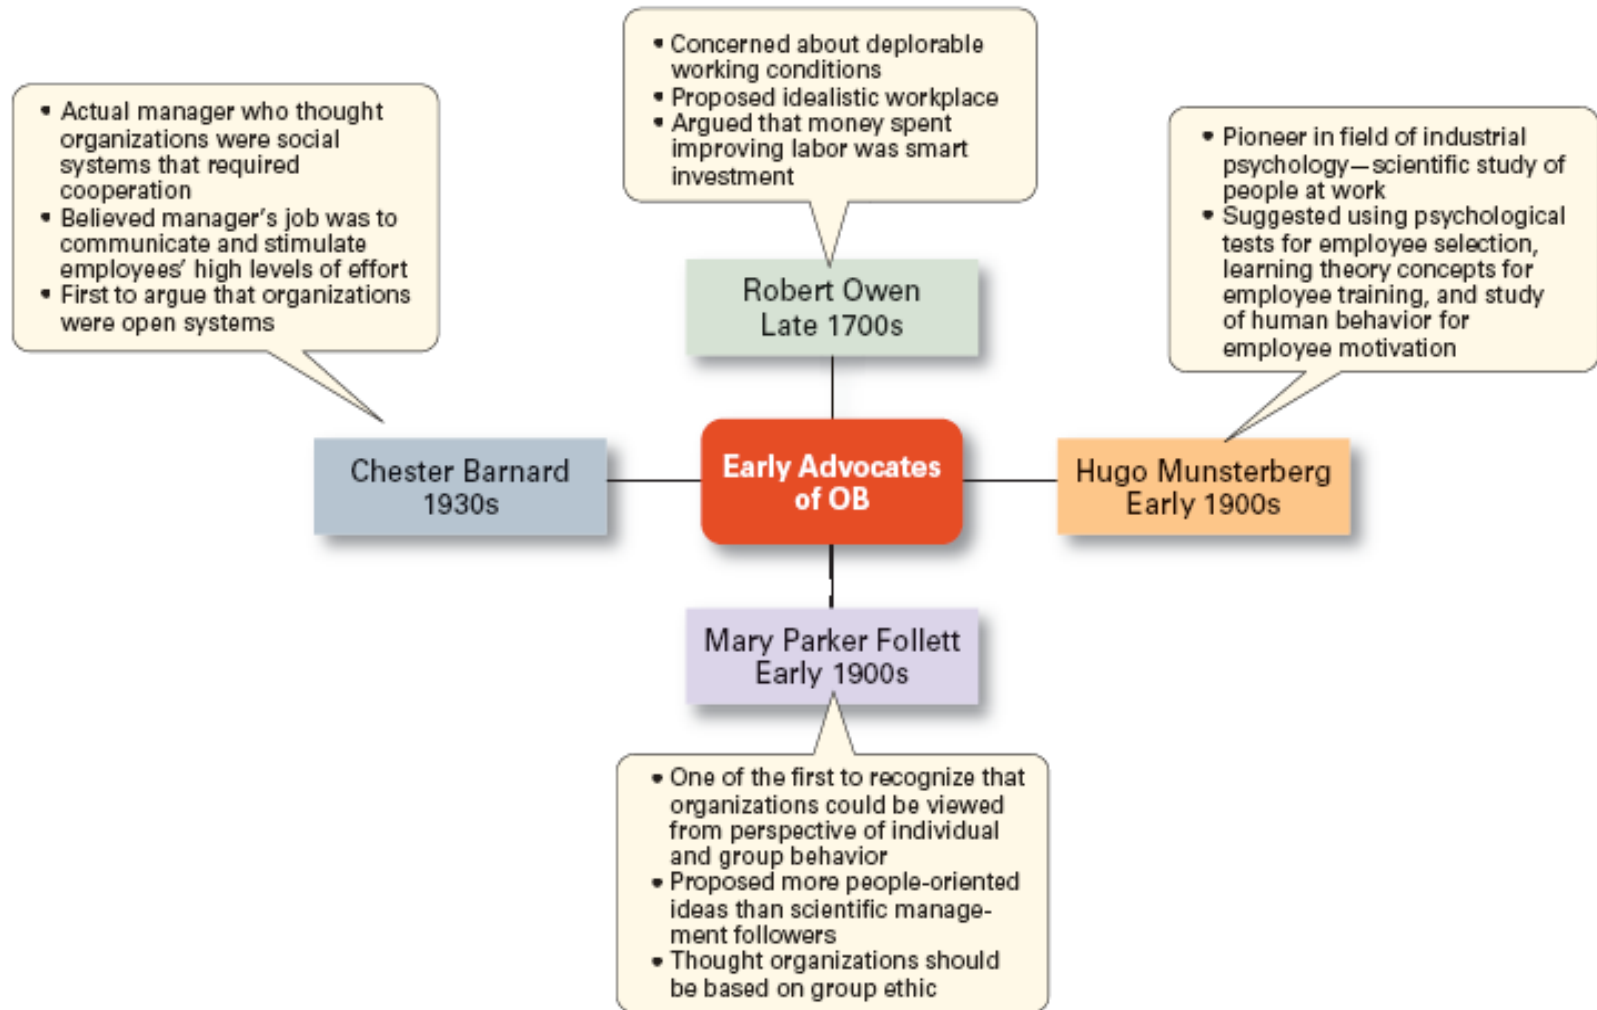 • Concerned about deplorable
working conditions
• Proposed idealistic workplace
• Argued that money spent
improving labor was smart
investment
• Actual manager who thought
organizations were social
systems that required
cooperation
• Believed manager's job was to
communicate and stimulate
employees' high levels of effort
• First to argue that organizations
were open systems
• Pioneer in field of industrial
psychology—scientific study of
people at work
• Suggested using psychological
tests for employee selection,
learning theory concepts for
employee training, and study
of human behavior for
employee motivation
Robert Owen
Late 1700s
Chester Barnard
1930s
Early Advocates
of OB
Hugo Munsterberg
Early 1900s
Mary Parker Follett
Early 1900s
• One of the first to recognize that
organizations could be viewed
from perspective of individual
and group behavior
• Proposed more people-oriented
ideas than scientific manage-
ment followers
• Thought organizations should
be based on group ethic